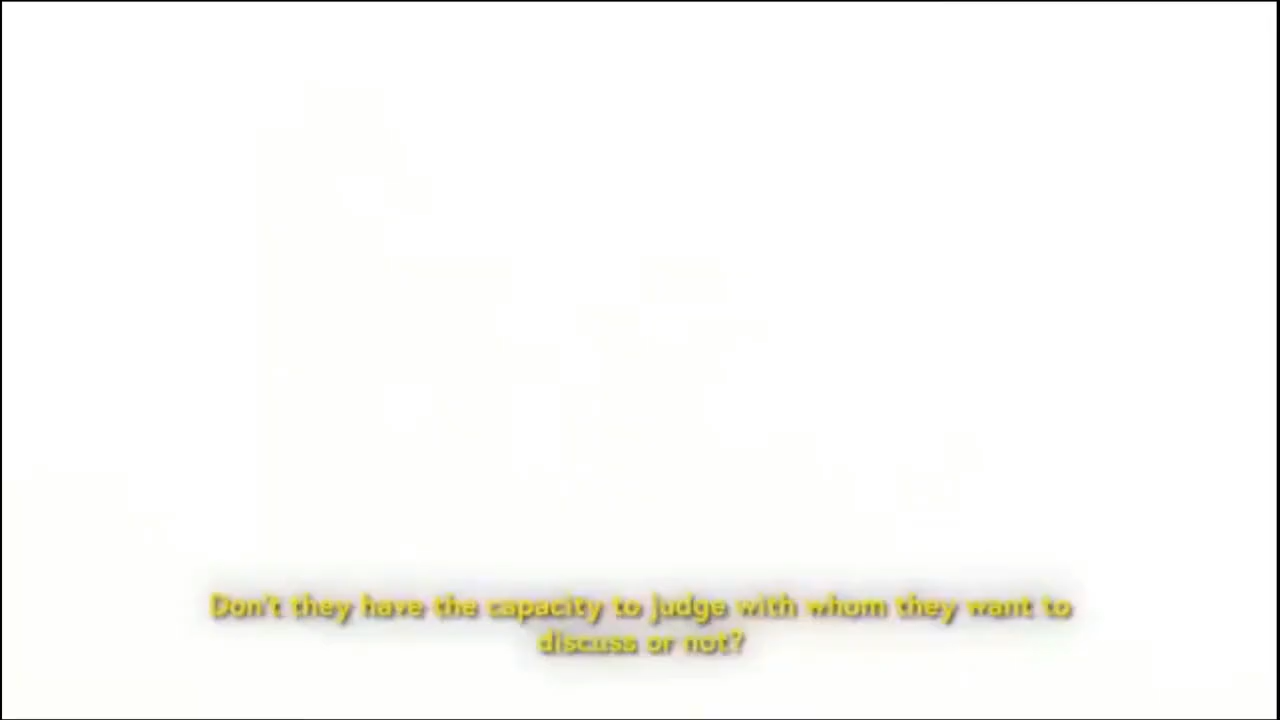 Don't they have the capacity to judge with whom they want to
discuss or not?